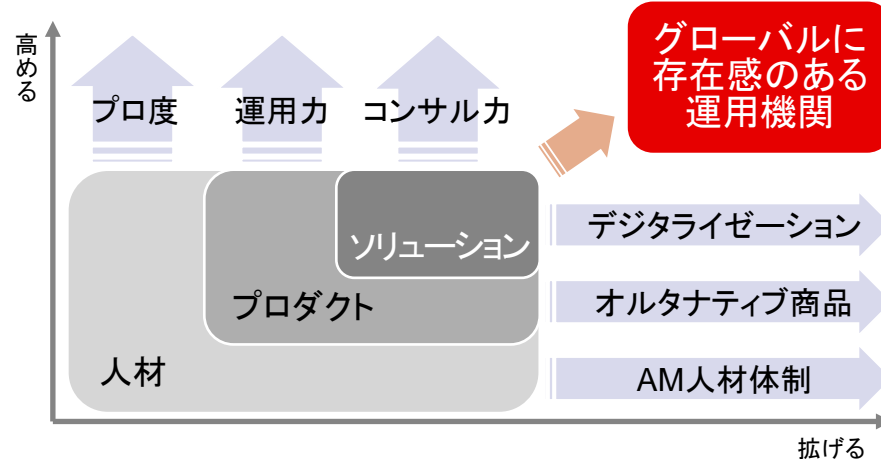 高める
プロ度
運用力
コンサル力
グローバルに
存在感のある
運用機関
ソリューション
プロダクト
人材
デジタライゼーション
オルタナティブ商品
AM人材体制
拡げる